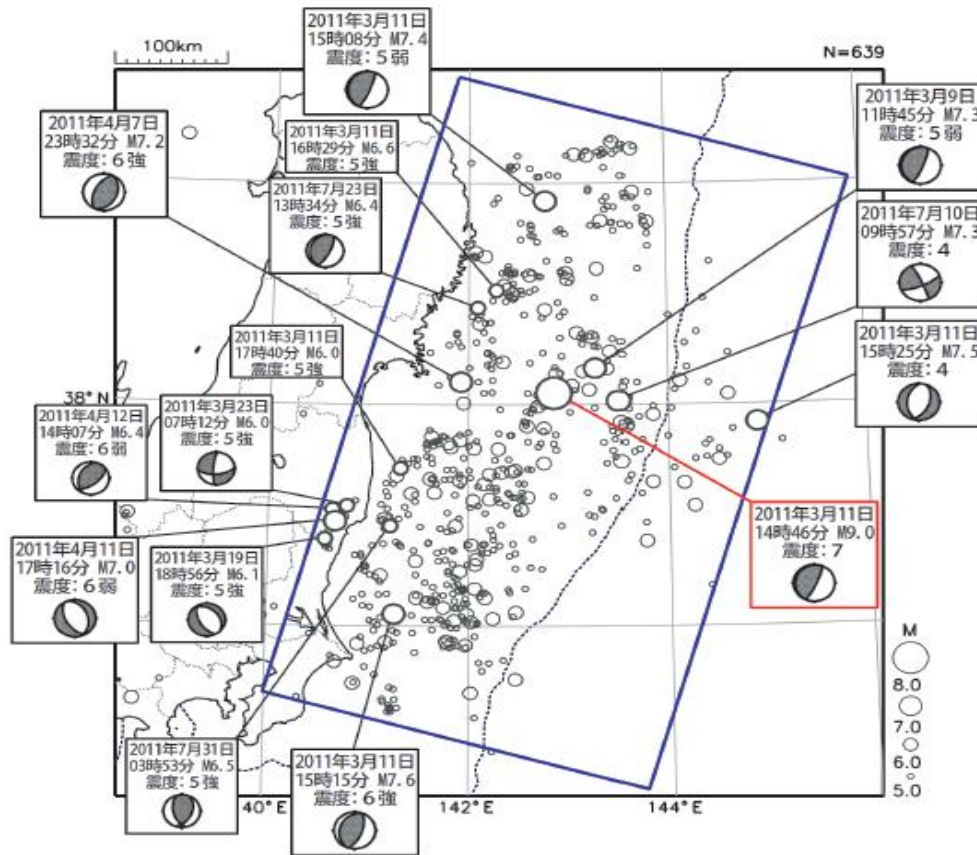 100km
N=639
2011年3月11日
15時08分 M7.4
震度：5弱
2011年3月9日
11時45分 M7.3
震度：5弱
2011年4月7日
23時32分 M7.2
震度：6強
2011年3月11日
16時29分 M6.6
震度：5強
2011年7月23日
13時34分 M6.4
震度：5強
2011年7月10日
09時57分 M7.3
震度：4
2011年3月11日
15時25分 M7.5
震度：4
2011年3月11日
17時40分 M6.0
震度：5強
38°N
2011年4月12日
14時07分 M6.4
震度：6弱
2011年3月23日
07時12分 M6.0
震度：5強
2011年3月11日
14時46分 M9.0
震度：7
2011年4月11日
17時16分 M7.0
震度：6弱
2011年3月19日
18時56分 M6.1
震度：5強
2011年7月31日
03時53分 M6.5
震度：5強
2011年3月11日
15時15分 M7.6
震度：6強
M
8.0
7.0
6.0
5.0
40°E
142°E
144°E